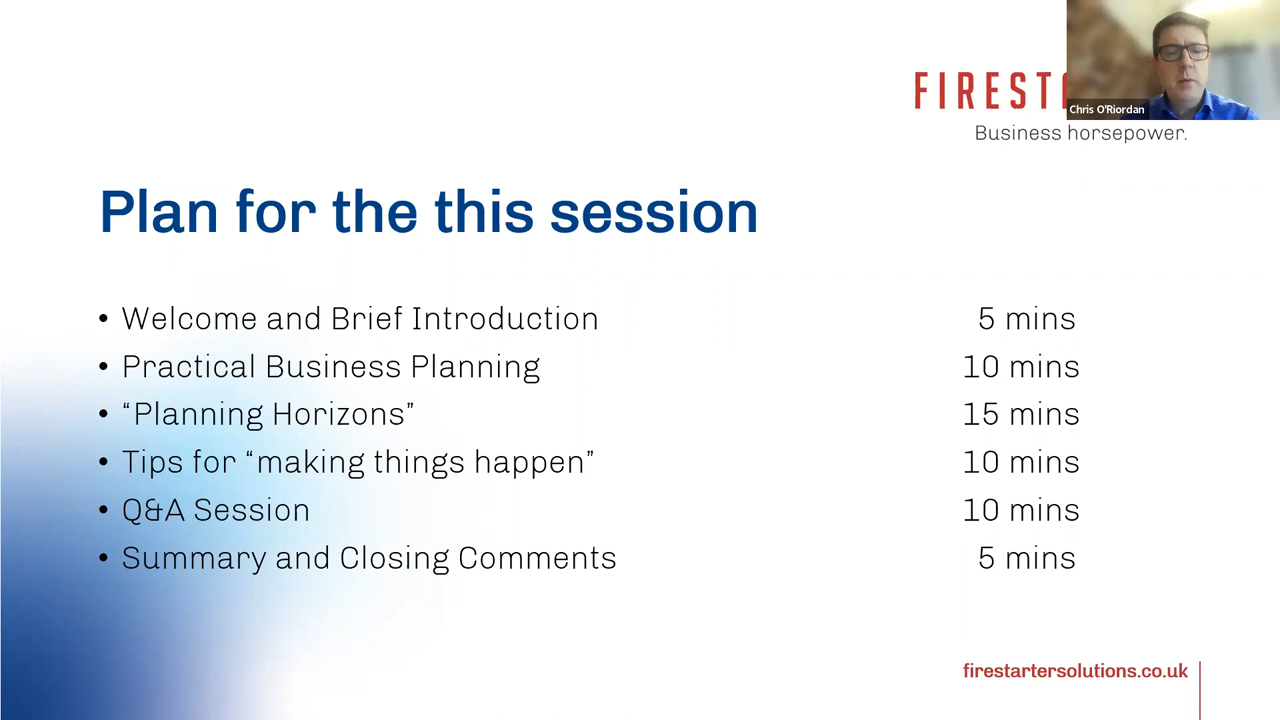 Chris O'Riordan
Business horsepower.
Plan for the this session
• Welcome and Brief Introduction 5 mins
• Practical Business Planning 10 mins
• “Planning Horizons” 15 mins
• Tips for “making things happen” 10 mins
• Q&A Session 10 mins
• Summary and Closing Comments 5 mins
firestartersolutions.co.uk